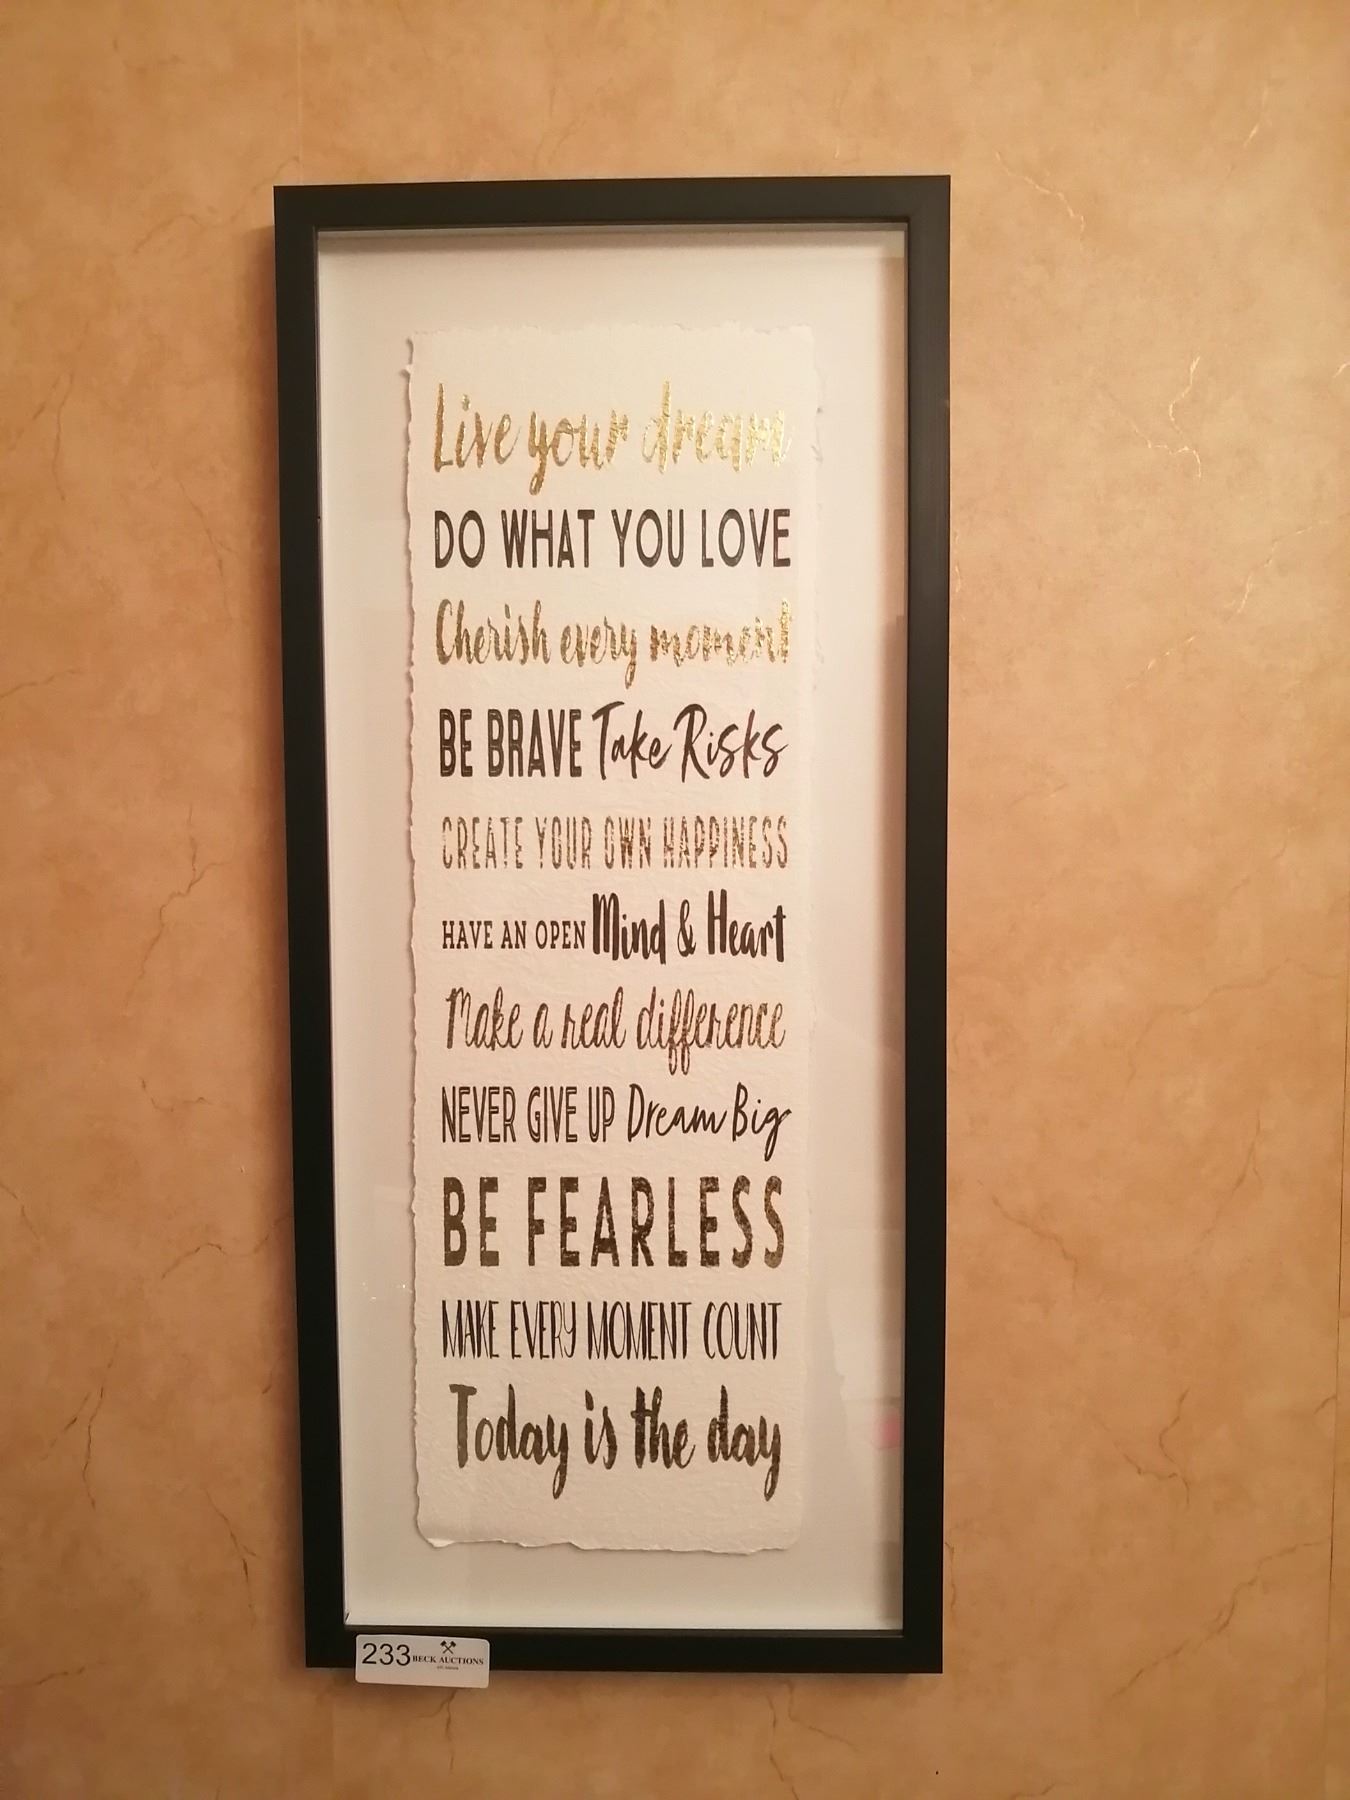 Live your dream
DO WHAT YOU LOVE
Cherish every moment
BE BRAVE Take Risks
CREATE YOUR OWN HAPPINESS
HAVE AN OPEN Mind & Heart
Make a real difference
NEVER GIVE UP Dream Big
BE FEARLESS
MAKE EVERY MOMENT COUNT
Today is the day
233 BECK AUCTIONS